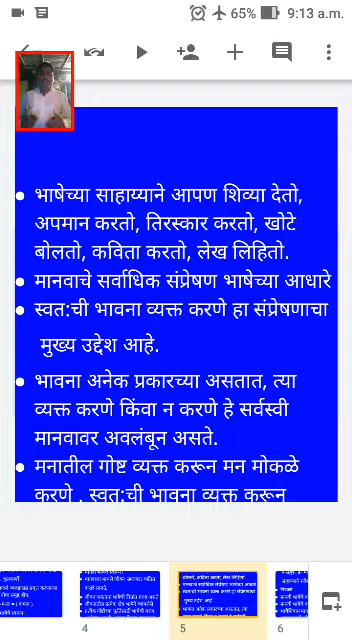 65% 9:13 a.m.
भाषेच्या साहाय्याने आपण शिव्या देतो,
अपमान करतो, तिरस्कार करतो, खोटे
बोलतो, कविता करतो, लेख लिहितो.
मानवाचे सर्वाधिक संप्रेषण भाषेच्या आधारे
स्वत:ची भावना व्यक्त करणे हा संप्रेषणाचा
मुख्य उद्देश आहे.
भावना अनेक प्रकारच्या असतात, त्या
व्यक्त करणे किंवा न करणे हे सर्वस्वी
मानवावर अवलंबून असते.
मनातील गोष्ट व्यक्त करून मन मोकळे
करणे . स्वत:ची भावना व्यक्त करून
4 5 6